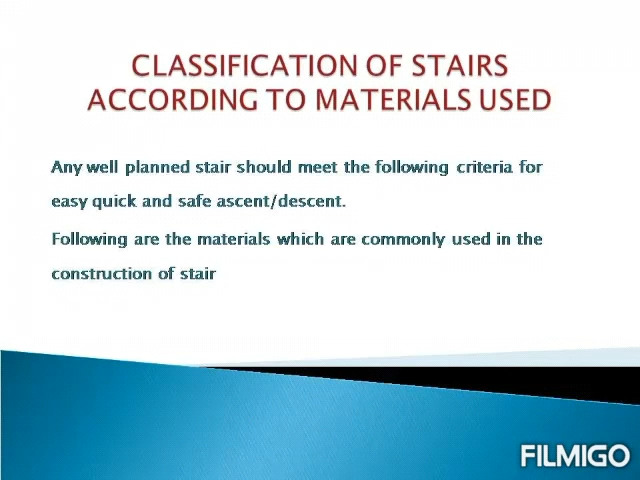 CLASSIFICATION OF STAIRS
ACCORDING TO MATERIALS USED
Any well planned stair should meet the following criteria for
easy quick and safe ascent/descent.
Following are the materials which are commonly used in the
construction of stair
FILMIGO